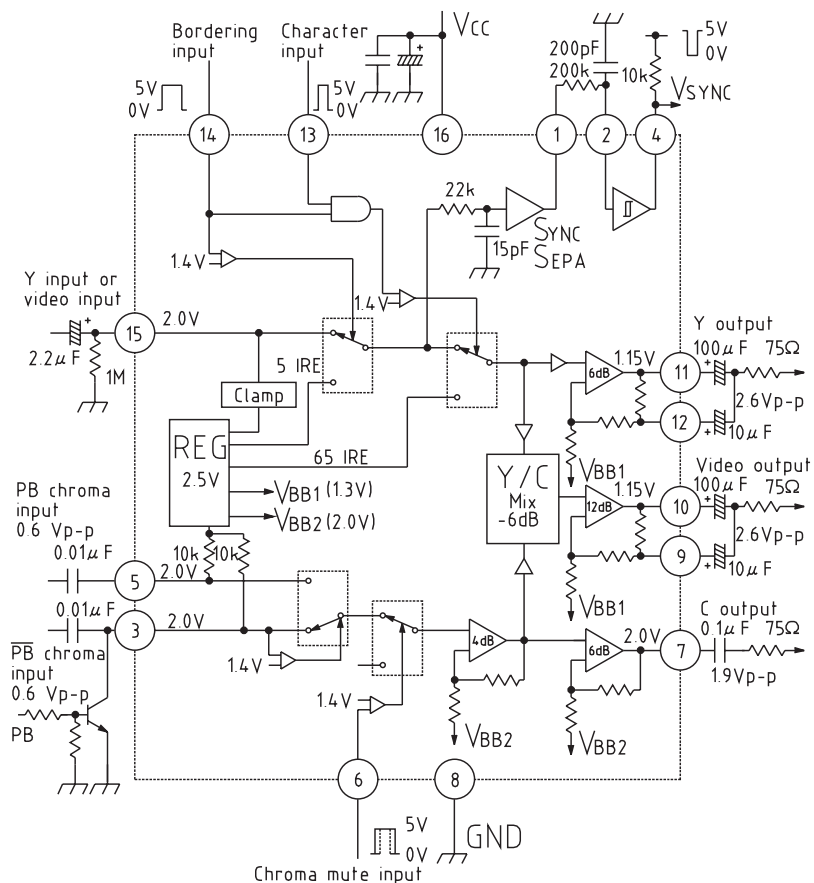 Bordering
input
Character
input
VCC
5V
0V
5V
0V
200pF
200k
10k
5V
0V
VSYNC
14
13
16
1
2
4
22k
15pF
SYNC
SEPA
1.4V
1.4V
Y input or
video input
15
2.0V
2.2μF
1M
5 IRE
Clamp
REG
2.5V
65 IRE
VBB1 (1.3V)
VBB2 (2.0V)
Y output
100μF 75Ω
1.15V
6dB
11
2.6Vp-p
12
10μF
VBB1
Y/C
Mix
-6dB
Video output
100μF 75Ω
1.15V
12dB
10
2.6Vp-p
9
10μF
VBB1
PB chroma
input
0.6 Vp-p
0.01μF
10k 10k
5
2.0V
0.01μF
3
2.0V
PB chroma
input
0.6 Vp-p
PB
1.4V
1.4V
4dB
VBB2
6dB
2.0V
VBB2
C output
0.1μF 75Ω
7
1.9Vp-p
6
8
5V
0V
GND
Chroma mute input